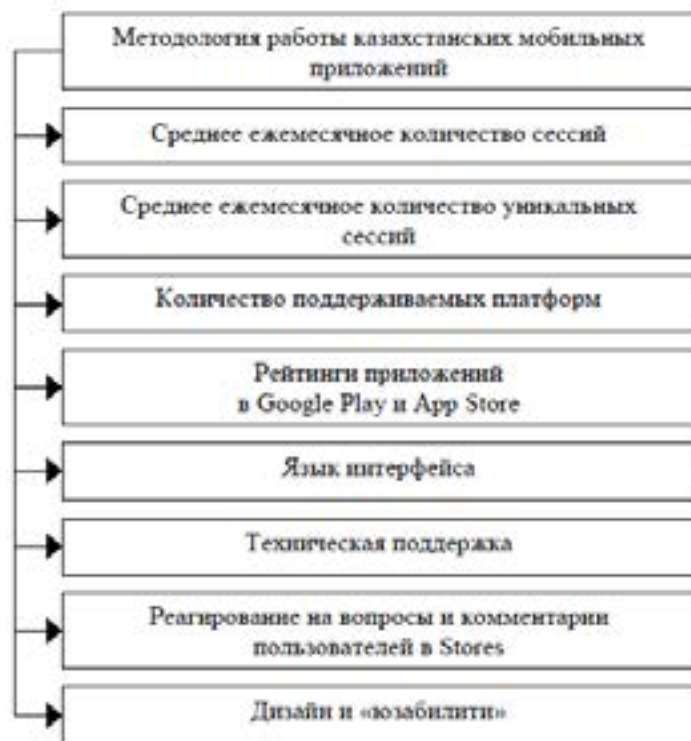 Методология работы казахстанских мобильных
приложений
Среднее ежемесячное количество сессий
Среднее ежемесячное количество уникальных
сессий
Количество поддерживаемых платформ
Рейтинги приложений
в Google Play и App Store
Язык интерфейса
Техническая поддержка
Реагирование на вопросы и комментарии
пользователей в Stores
Дизайн и «юзабилити»